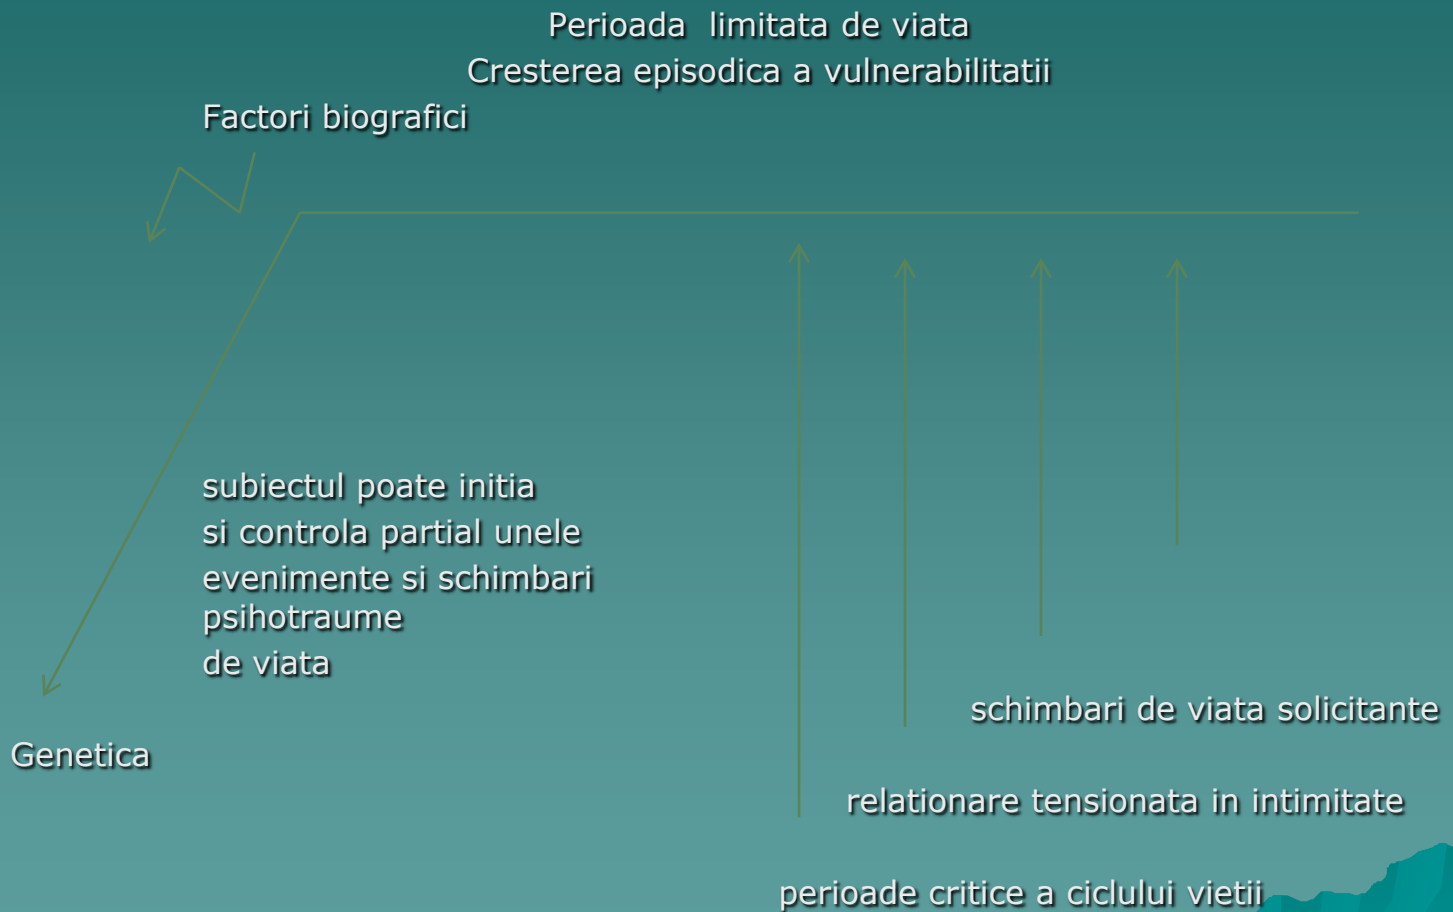 Perioada  limitata de viata
Cresterea episodica a vulnerabilitatii
Factori biografici
subiectul poate initia
si controla partial unele
evenimente si schimbari
psihotraume
de viata
schimbari de viata solicitante
Genetica
relationare tensionata in intimitate
perioade critice a ciclului vietii